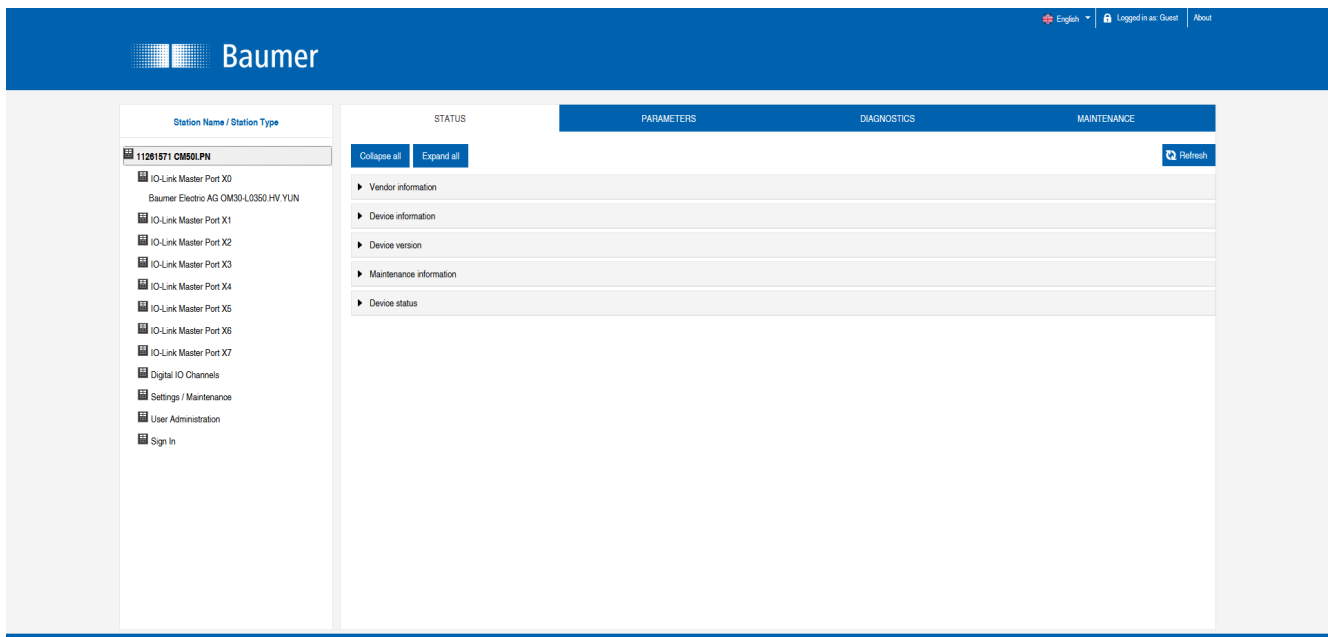 English
Logged in as: Guest
About
Baumer
Station Name / Station Type
STATUS
PARAMETERS
DIAGNOSTICS
MAINTENANCE
11261571 CM50I.PN
IO-Link Master Port X0
Baumer Electric AG OM30-L0350.HV.YUN
IO-Link Master Port X1
IO-Link Master Port X2
IO-Link Master Port X3
IO-Link Master Port X4
IO-Link Master Port X5
IO-Link Master Port X6
IO-Link Master Port X7
Digital IO Channels
Settings / Maintenance
User Administration
Sign In
Collapse all
Expand all
Refresh
Vendor information
Device information
Device version
Maintenance information
Device status